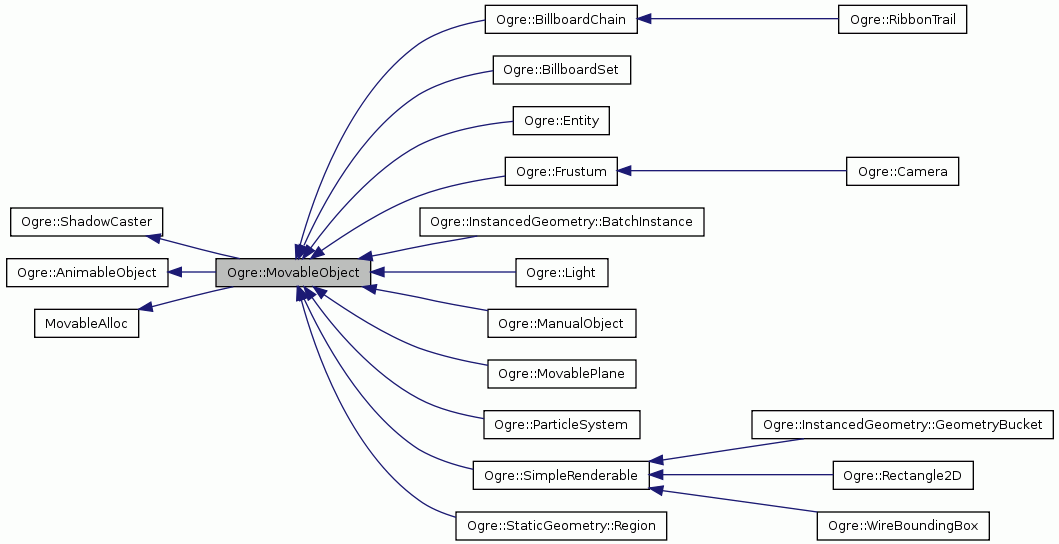 Ogre::BillboardChain
Ogre::RibbonTrail
Ogre::BillboardSet
Ogre::Entity
Ogre::Frustum
Ogre::Camera
Ogre::ShadowCaster
Ogre::InstancedGeometry::BatchInstance
Ogre::AnimableObject
Ogre::MovableObject
Ogre::Light
MovableAlloc
Ogre::ManualObject
Ogre::MovablePlane
Ogre::ParticleSystem
Ogre::InstancedGeometry::GeometryBucket
Ogre::SimpleRenderable
Ogre::Rectangle2D
Ogre::StaticGeometry::Region
Ogre::WireBoundingBox